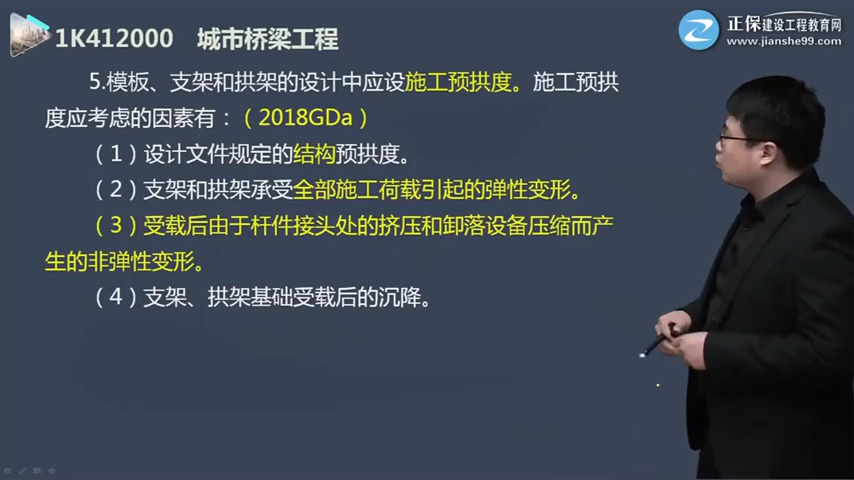 1K412000 城市桥梁工程
正保建设工程教育网
www.jianshe99.com
5.模板、支架和拱架的设计中应设施工预拱度。施工预拱
度应考虑的因素有：（2018GDa）
（1）设计文件规定的结构预拱度。
（2）支架和拱架承受全部施工荷载引起的弹性变形。
（3）受载后由于杆件接头处的挤压和卸落设备压缩而产
生的非弹性变形。
（4）支架、拱架基础受载后的沉降。